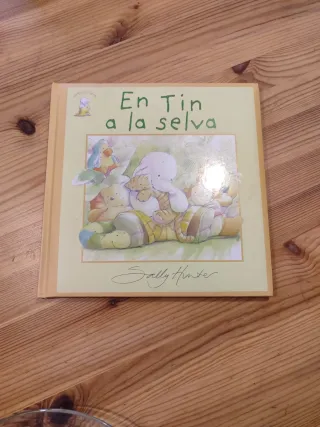 En Tin
a la selva
Sally Hunter